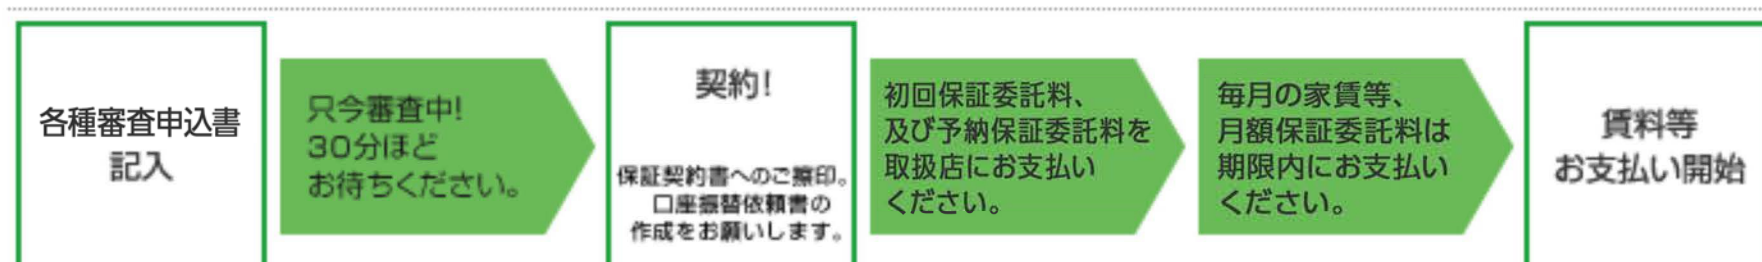 各種審査申込書
記入
只今審査中!
30分ほど
お待ちください。
契約!
保証契約書へのご捺印。
口座振替依頼書の
作成をお願いします。
初回保証委託料、
及び予納保証委託料を
取扱店にお支払い
ください。
毎月の家賃等、
月額保証委託料は
期限内にお支払い
ください。
賃料等
お支払い開始